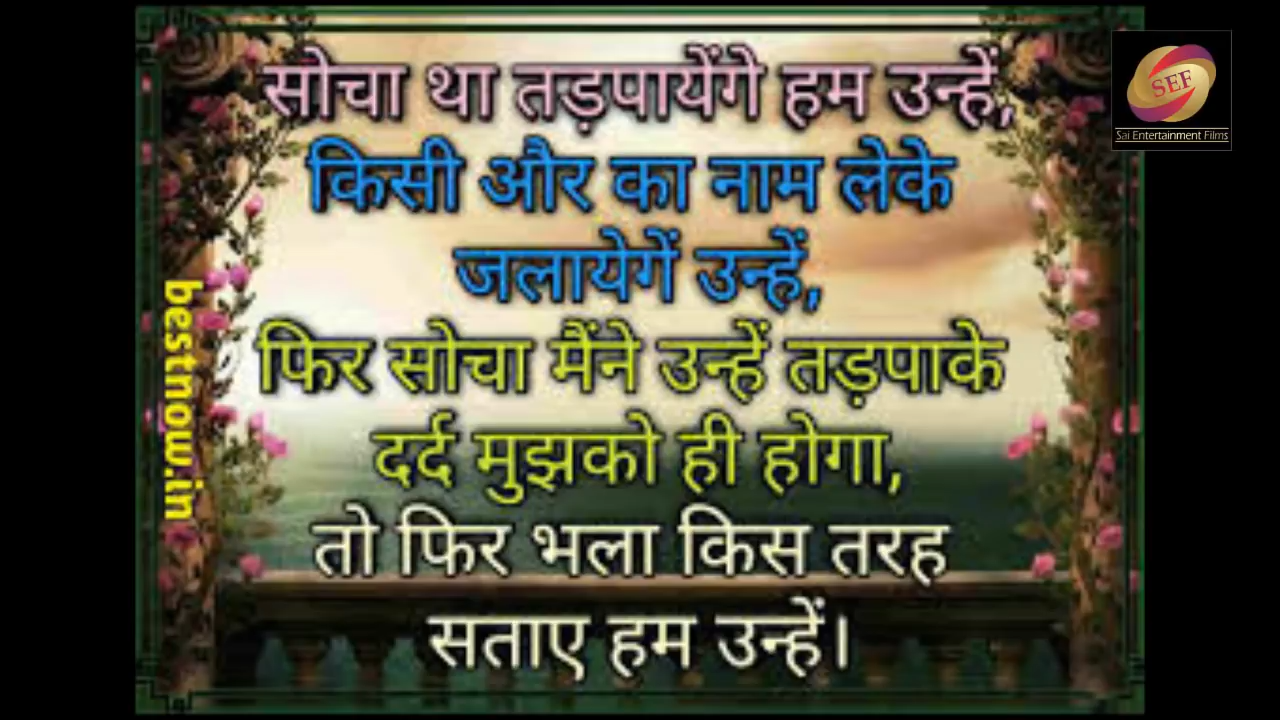 सोचा था तड़पायेंगे हम उन्हें,
किसी और का नाम लेके
जलायेगें उन्हें,
फिर सोचा मैंने उन्हें तड़पाके
दर्द मुझको ही होगा,
तो फिर भला किस तरह
सताए हम उन्हें।
bestnow.in
SEF
Sai Entertainment Films